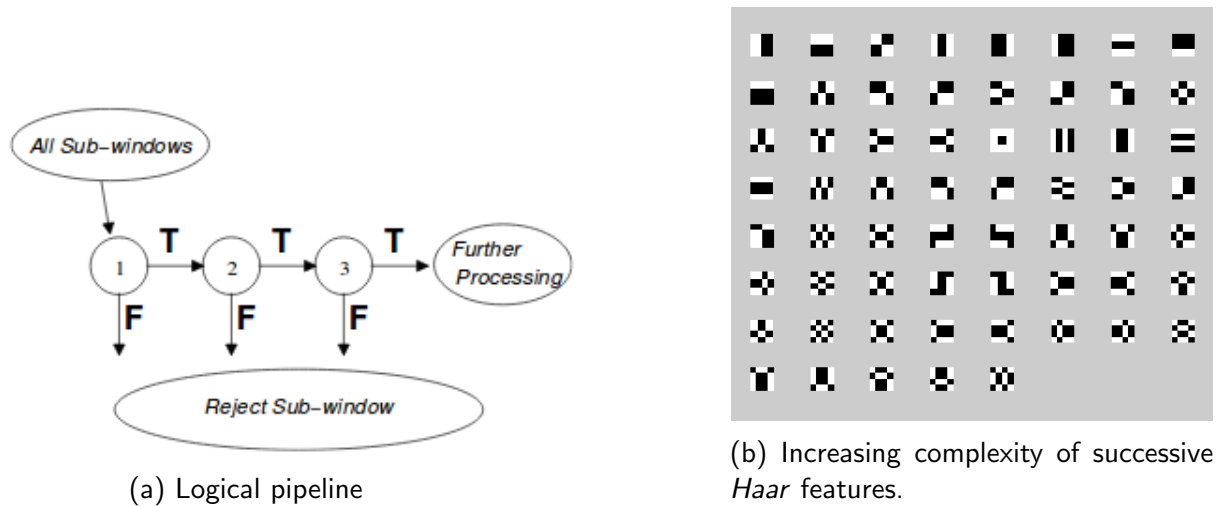 All Sub-windows
T
T
T
1
2
3
Further
Processing
F
F
F
Reject Sub-window
(a) Logical pipeline
(b) Increasing complexity of successive
Haar features.